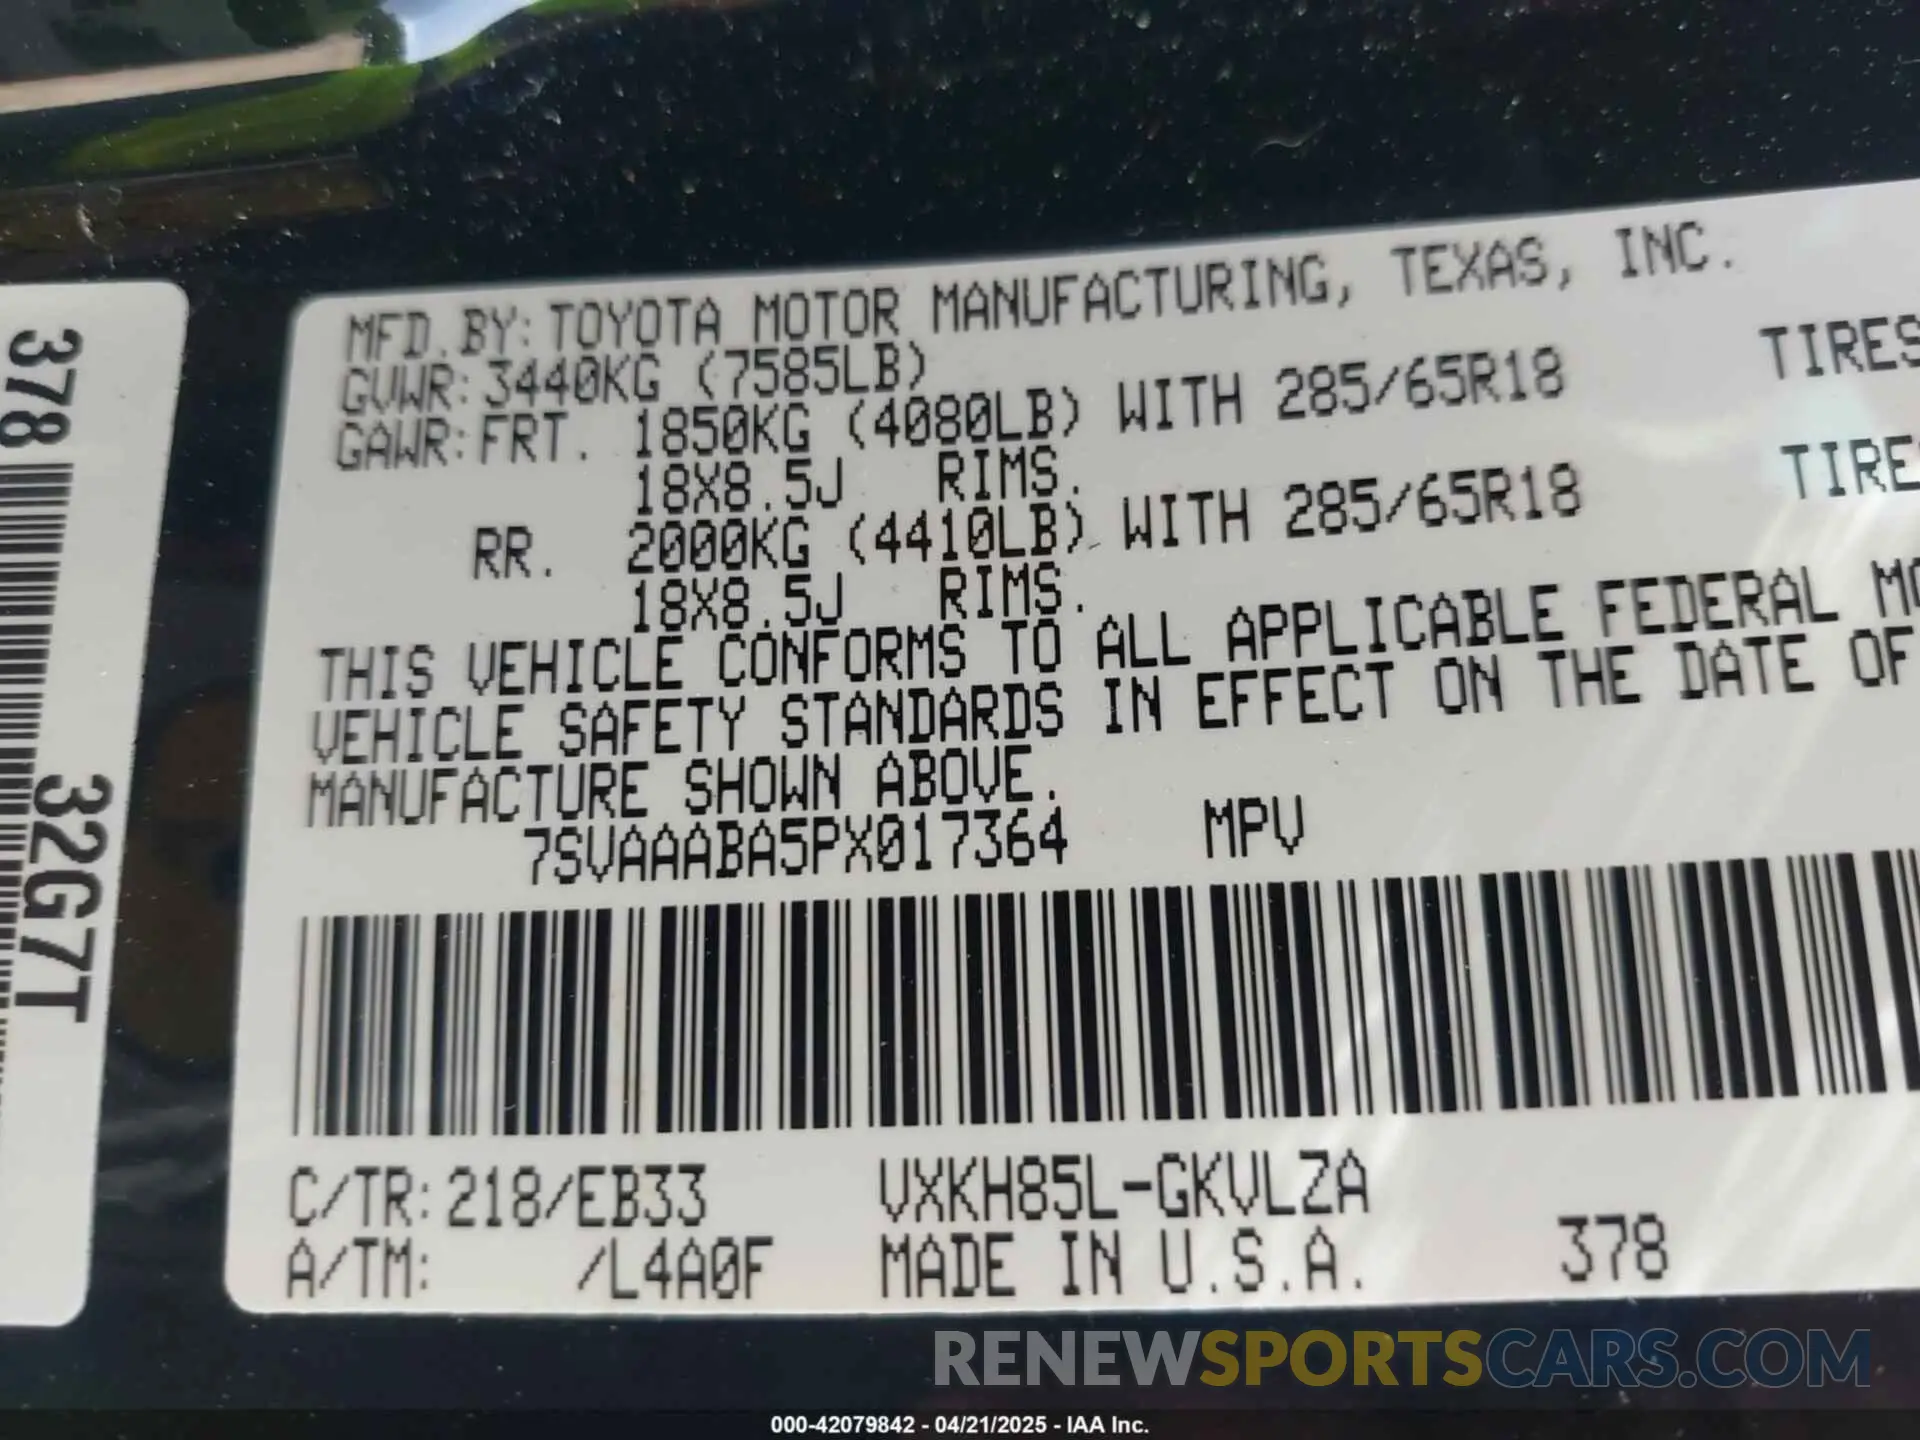 MFD.BY:TOYOTA MOTOR MANUFACTURING, TEXAS, INC.
GVWR:3440KG (7585LB)
GAWR:FRT. 1850KG (4080LB) WITH 285/65R18 TIRES
18X8.5J RIMS.
RR. 2000KG (4410LB) WITH 285/65R18 TIRE
18X8.5J RIMS.
THIS VEHICLE CONFORMS TO ALL APPLICABLE FEDERAL MO
VEHICLE SAFETY STANDARDS IN EFFECT ON THE DATE OF
MANUFACTURE SHOWN ABOVE.
7SVAAABA5PX017364 MPV
C/TR:218/EB33 VXKH85L-GKVLZA
A/TM: /L4A0F MADE IN U.S.A. 378
378
32G7T
RENEWSPORTSCARS.COM
000-42079842 - 04/21/2025 - IAA Inc.